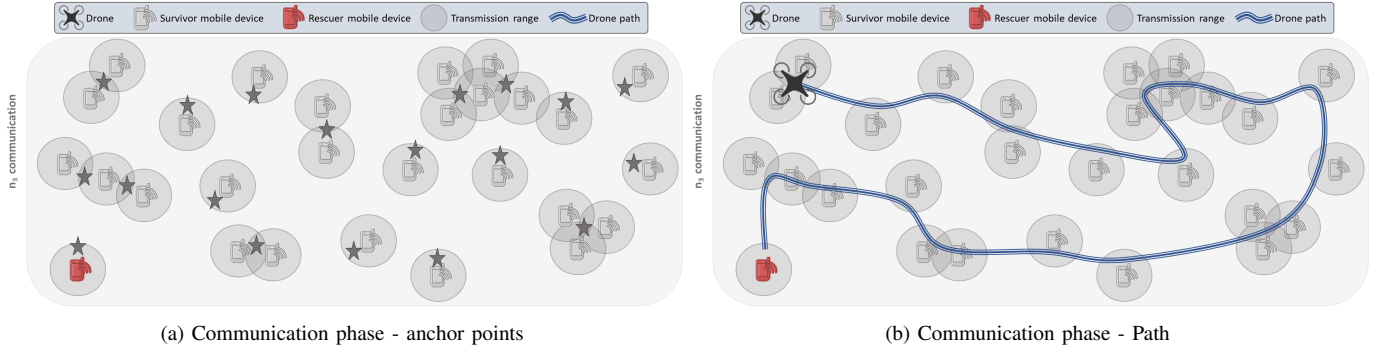 Drone Survivor mobile device Rescuer mobile device Transmission range Drone path
n₃ communication
(a) Communication phase - anchor points
Drone Survivor mobile device Rescuer mobile device Transmission range Drone path
n₃ communication
(b) Communication phase - Path